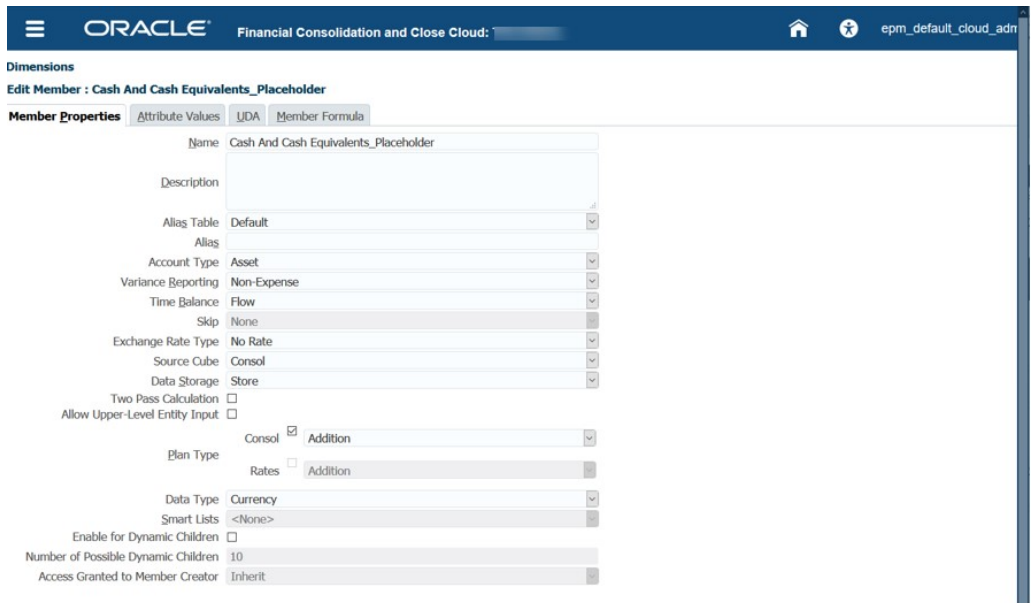 ORACLE® Financial Consolidation and Close Cloud: epm_default_cloud_adm
Dimensions
Edit Member : Cash And Cash Equivalents_Placeholder
Member Properties Attribute Values UDA Member Formula
Name Cash And Cash Equivalents_Placeholder
Description
Alias Table Default
Alias
Account Type Asset
Variance Reporting Non-Expense
Time Balance Flow
Skip None
Exchange Rate Type No Rate
Source Cube Consol
Data Storage Store
Two Pass Calculation
Allow Upper-Level Entity Input
Consol Addition
Plan Type
Rates Addition
Data Type Currency
Smart Lists <None>
Enable for Dynamic Children
Number of Possible Dynamic Children 10
Access Granted to Member Creator Inherit